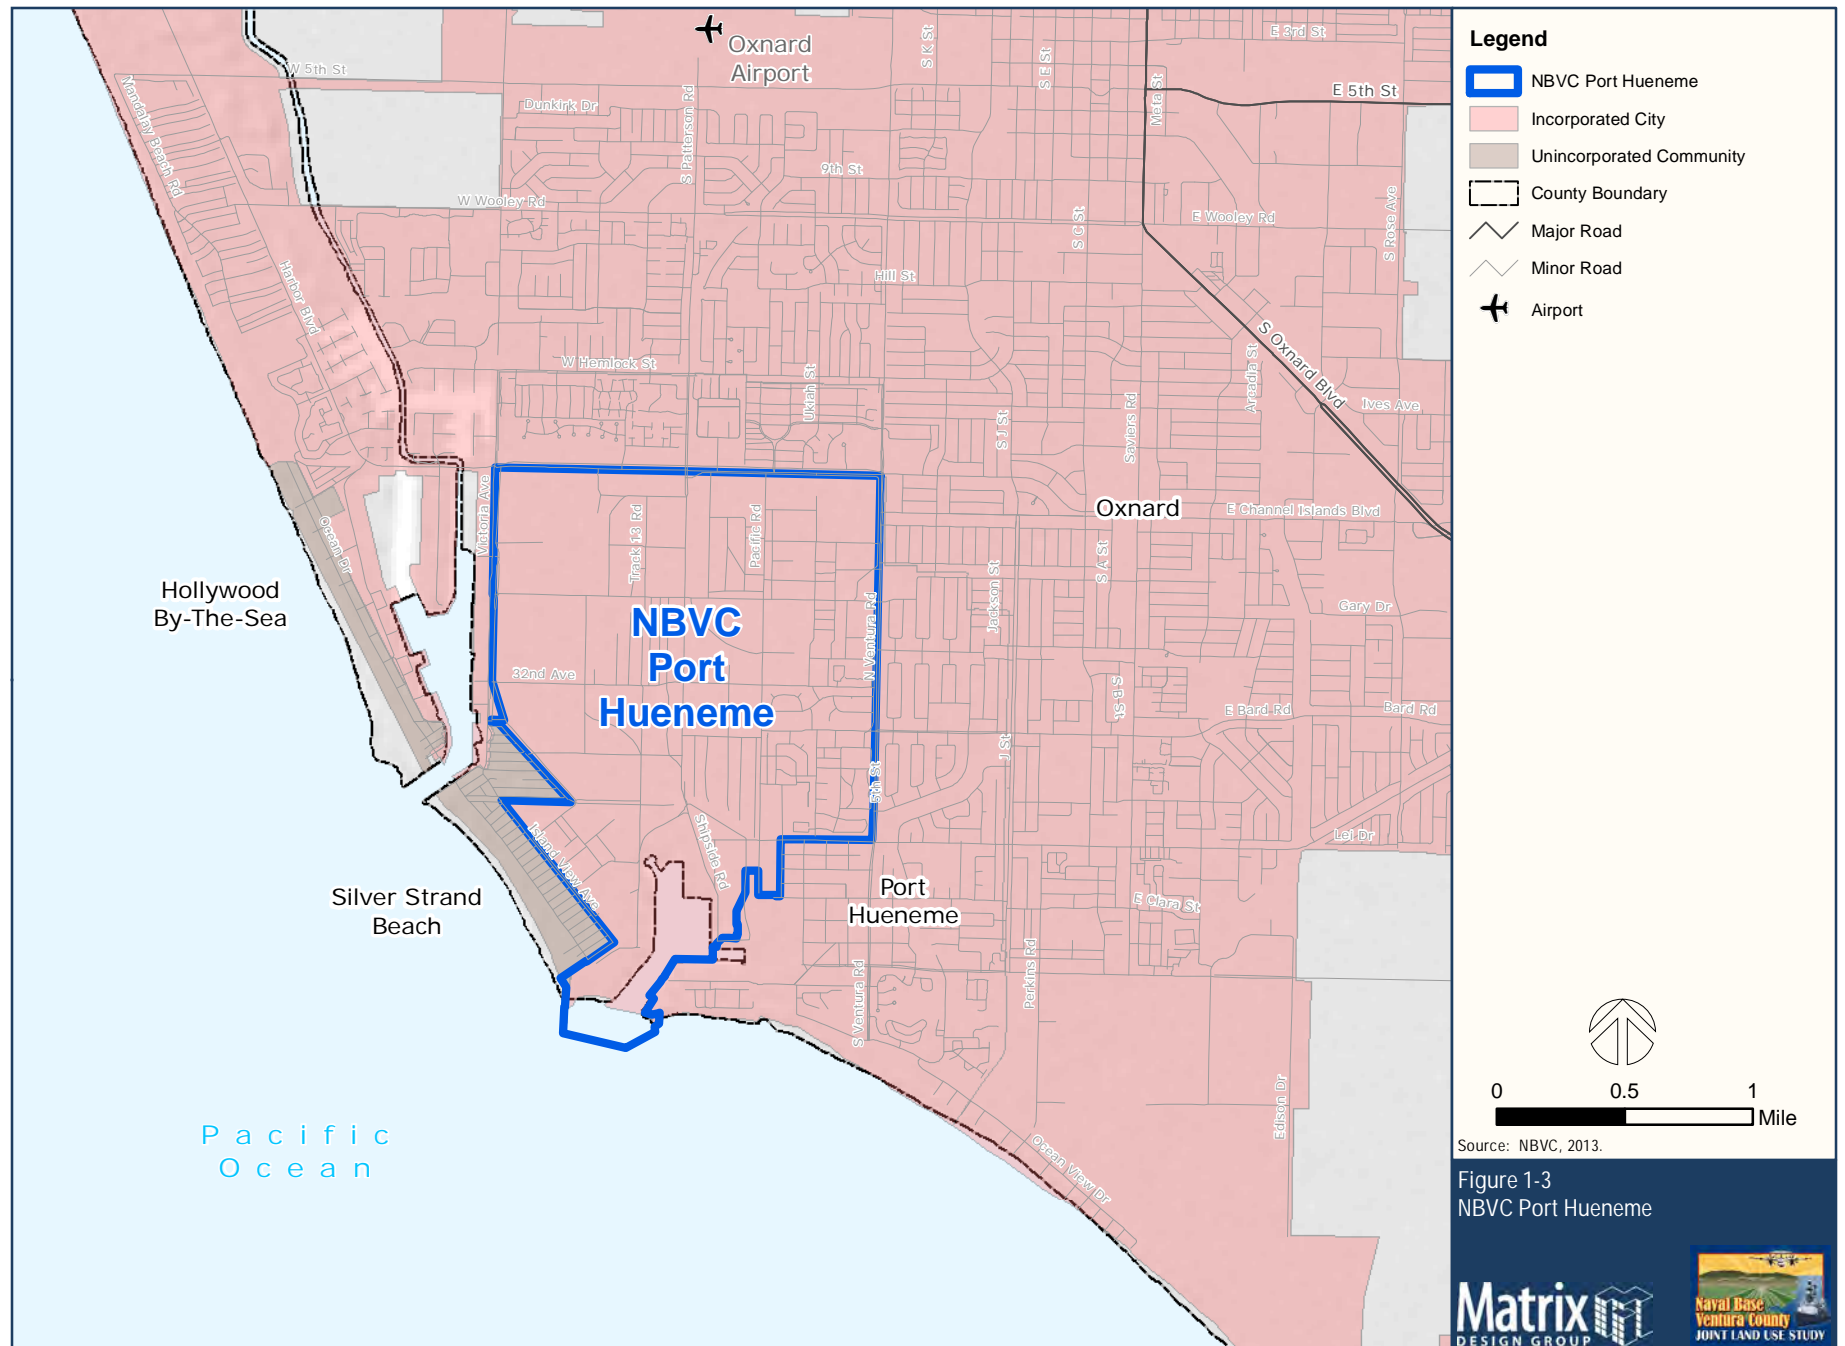 Oxnard
Airport
S K St
S E St
E 3rd St
W 5th St
Meta St
E 5th St
Mandalay Beach Rd
Dunkirk Dr
S Patterson Rd
9th St
W Wooley Rd
S C St
E Wooley Rd
S Rose Ave
Harbor Blvd
Hill St
S Oxnard Blvd
W Hemlock St
Ukiah St
Arcadia St
Ives Ave
S J St
Saviers Rd
Victoria Ave
Track 13 Rd
Pacific Rd
Oxnard
E Channel Islands Blvd
Ocean Dr
S A St
Jackson St
Hollywood
By-The-Sea
NBVC
Port
Hueneme
N Ventura Rd
Gary Dr
32nd Ave
S B St
E Bard Rd
Bard Rd
J St
5th St
Island View Ave
Shipside Rd
Lei Dr
Silver Strand
Beach
Port
Hueneme
E Clara St
S Ventura Rd
Perkins Rd
Edison Dr
Ocean View Dr
Pacific
Ocean
Legend
NBVC Port Hueneme
Incorporated City
Unincorporated Community
County Boundary
Major Road
Minor Road
Airport
0 0.5 1
Mile
Source: NBVC, 2013.
Figure 1-3
NBVC Port Hueneme
Matrix
DESIGN GROUP
Naval Base
Ventura County
JOINT LAND USE STUDY